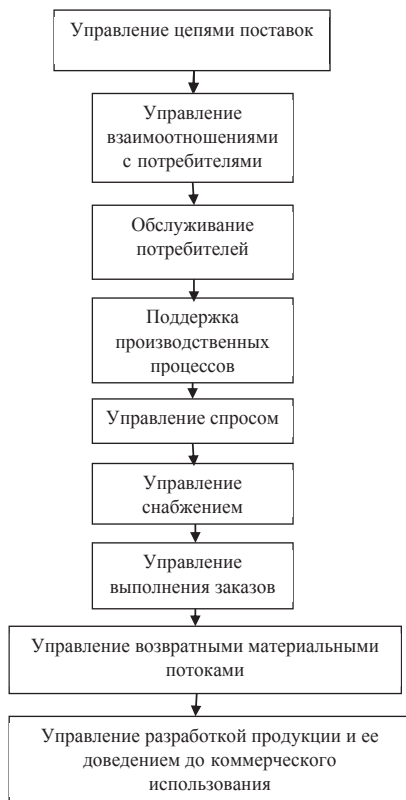 Управление цепями поставок
Управление
взаимоотношениями
с потребителями
Обслуживание
потребителей
Поддержка
производственных
процессов
Управление спросом
Управление
снабжением
Управление
выполнения заказов
Управление возвратными материальными
потоками
Управление разработкой продукции и ее
доведением до коммерческого
использования